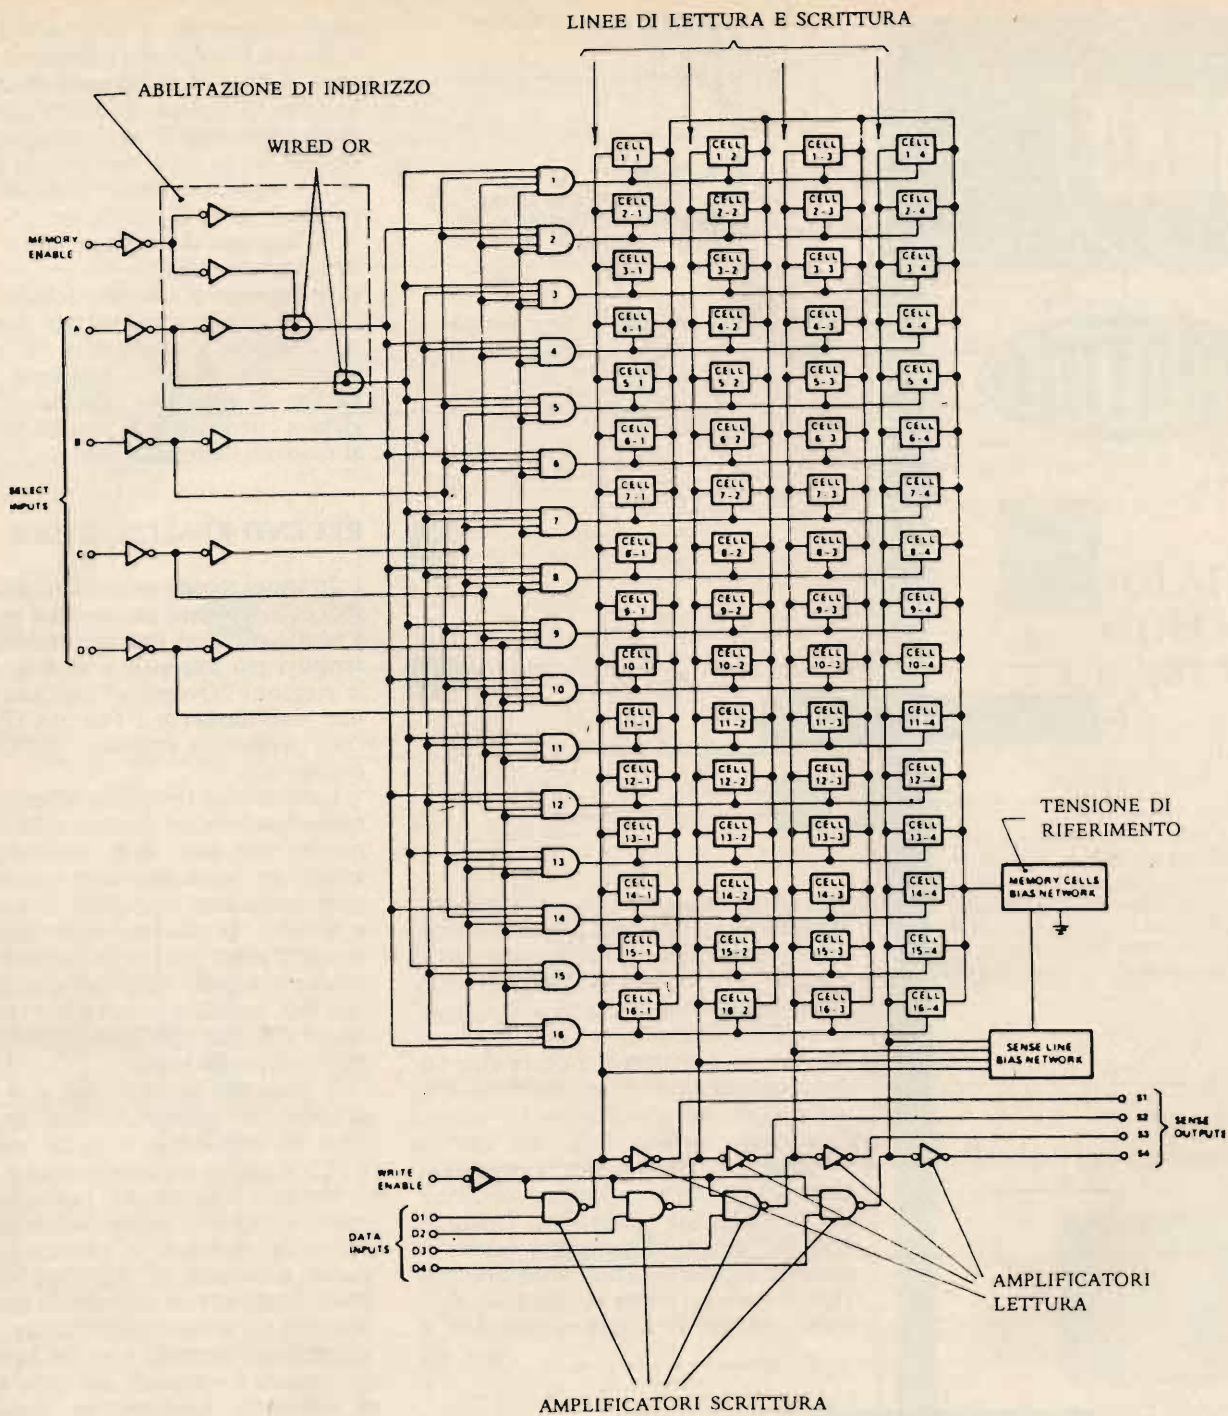 LINEE DI LETTURA E SCRITTURA
ABILITAZIONE DI INDIRIZZO
WIRED OR
MEMORY
ENABLE
A
B
SELECT
INPUTS
C
D
1
2
3
4
5
6
7
8
9
10
11
12
13
14
15
16
CELL
1 1
CELL
1 2
CELL
1-3
CELL
1 4
CELL
2-1
CELL
2-2
CELL
2-3
CELL
2-4
CELL
3-1
CELL
3-2
CELL
3-3
CELL
3-4
CELL
4-1
CELL
4-2
CELL
4-3
CELL
4-4
CELL
5 1
CELL
5 2
CELL
5-3
CELL
5 4
CELL
6-1
CELL
6 2
CELL
6 3
CELL
6-4
CELL
7-1
CELL
7-2
CELL
7-3
CELL
7-4
CELL
8-1
CELL
8-2
CELL
8-3
CELL
8-4
CELL
9-1
CELL
9-2
CELL
9-3
CELL
9-4
CELL
10-1
CELL
10-2
CELL
10-3
CELL
10-4
CELL
11-1
CELL
11-2
CELL
11-3
CELL
11-4
CELL
12-1
CELL
12-2
CELL
12-3
CELL
12-4
CELL
13-1
CELL
13-2
CELL
13-3
CELL
13-4
CELL
14-1
CELL
14-2
CELL
14-3
CELL
14-4
CELL
15-1
CELL
15-2
CELL
15-3
CELL
15-4
CELL
16-1
CELL
16 2
CELL
16-3
CELL
16-4
TENSIONE DI
RIFERIMENTO
MEMORY CELLS
BIAS NETWORK
SENSE LINE
BIAS NETWORK
S1
S2
S3
S4
SENSE
OUTPUTS
WRITE
ENABLE
DATA
INPUTS
D1
D2
D3
D4
AMPLIFICATORI
LETTURA
AMPLIFICATORI SCRITTURA